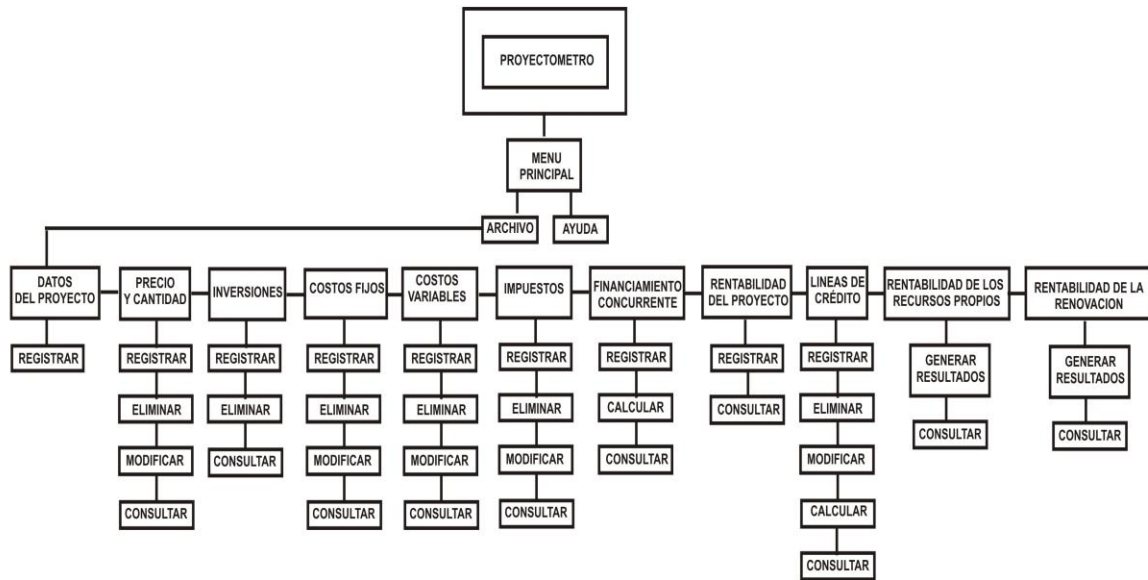 PROYECTOMETRO
MENU
PRINCIPAL
ARCHIVO
AYUDA
DATOS
DEL PROYECTO
PRECIO
Y CANTIDAD
INVERSIONES
COSTOS FIJOS
COSTOS
VARIABLES
IMPUESTOS
FINANCIAMIENTO
CONCURRENTE
RENTABILIDAD
DEL PROYECTO
LINEAS DE
CRÉDITO
RENTABILIDAD DE LOS
RECURSOS PROPIOS
RENTABILIDAD DE LA
RENOVACION
REGISTRAR
REGISTRAR
REGISTRAR
REGISTRAR
REGISTRAR
REGISTRAR
REGISTRAR
REGISTRAR
REGISTRAR
GENERAR
RESULTADOS
GENERAR
RESULTADOS
ELIMINAR
ELIMINAR
ELIMINAR
ELIMINAR
ELIMINAR
CALCULAR
CONSULTAR
ELIMINAR
CONSULTAR
CONSULTAR
MODIFICAR
CONSULTAR
MODIFICAR
MODIFICAR
MODIFICAR
CONSULTAR
MODIFICAR
CONSULTAR
CONSULTAR
CONSULTAR
CONSULTAR
CALCULAR
CONSULTAR